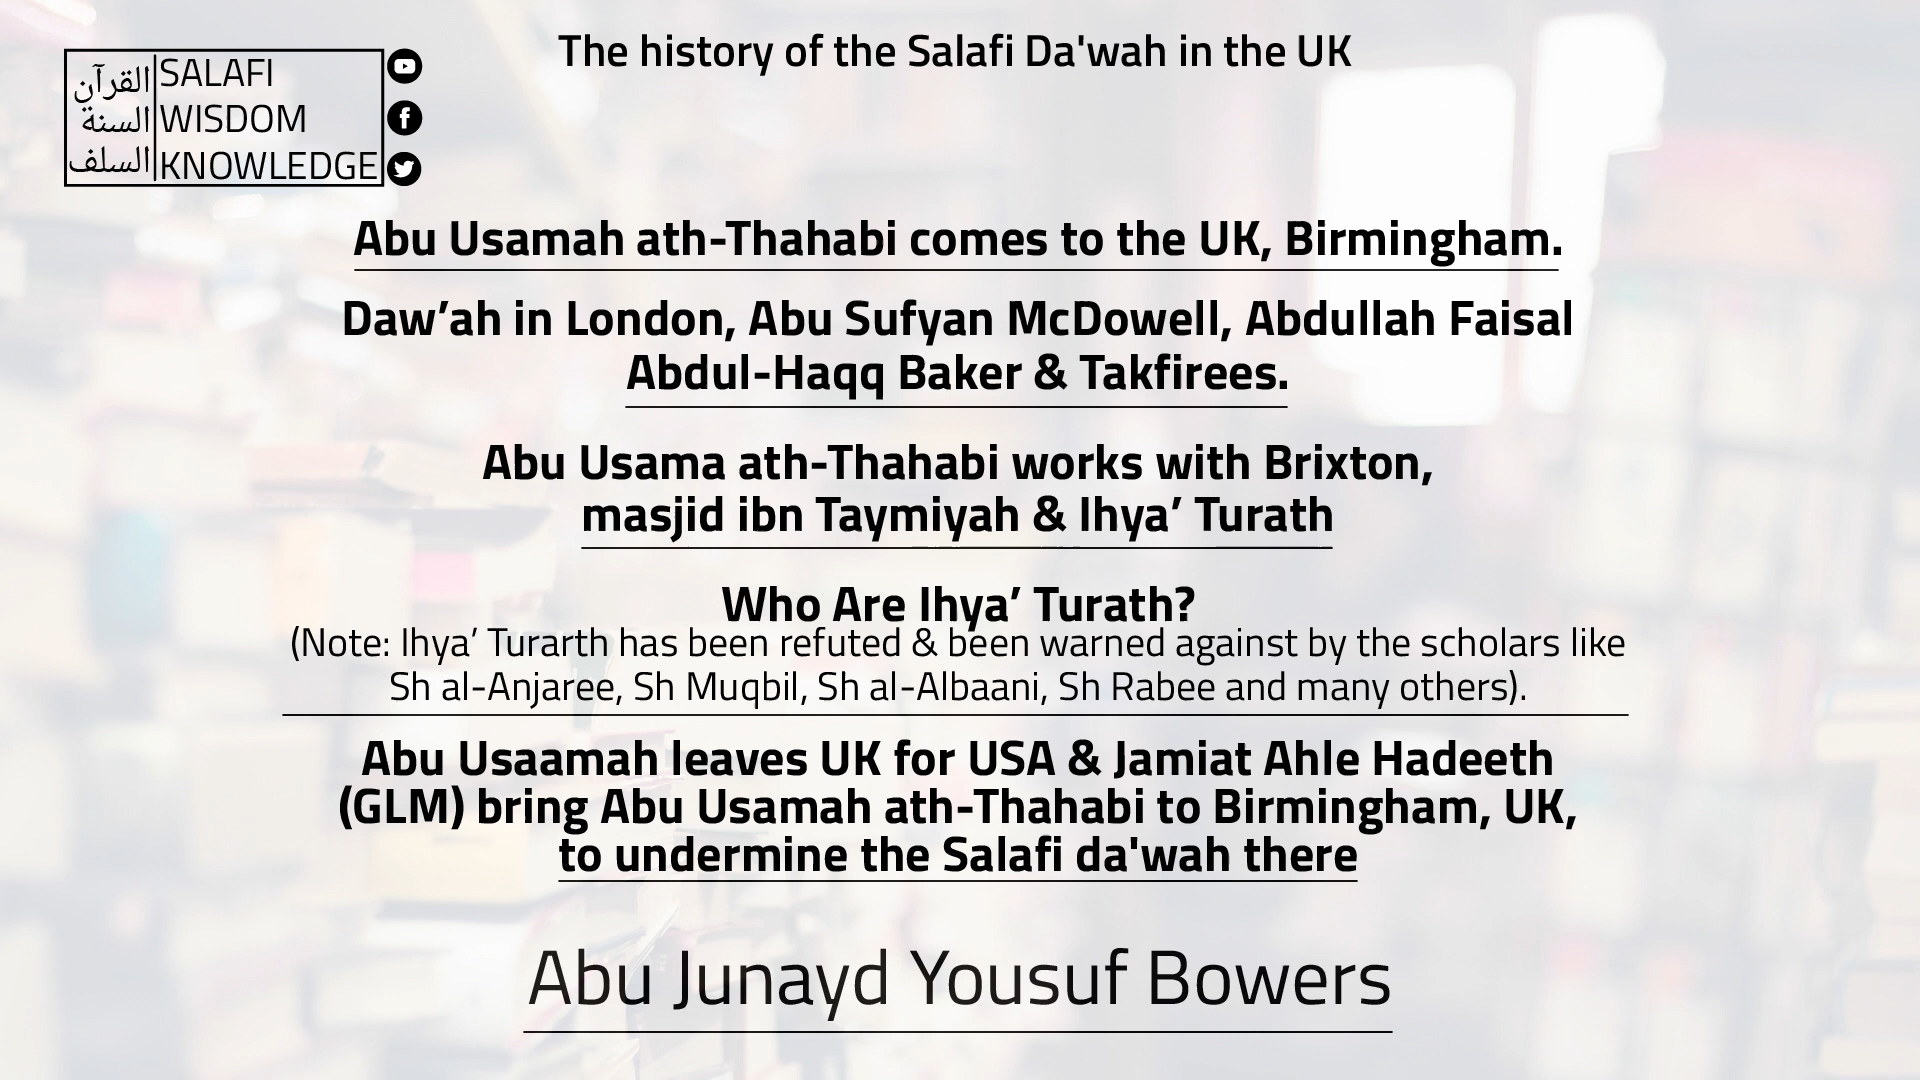 The history of the Salafi Da'wah in the UK
القرآن
السنة
السلف
SALAFI
WISDOM
KNOWLEDGE
Abu Usamah ath-Thahabi comes to the UK, Birmingham.
Daw’ah in London, Abu Sufyan McDowell, Abdullah Faisal
Abdul-Haqq Baker & Takfirees.
Abu Usama ath-Thahabi works with Brixton,
masjid ibn Taymiyah & Ihya’ Turath
Who Are Ihya’ Turath?
(Note: Ihya’ Turarth has been refuted & been warned against by the scholars like
Sh al-Anjaree, Sh Muqbil, Sh al-Albaani, Sh Rabee and many others).
Abu Usaamah leaves UK for USA & Jamiat Ahle Hadeeth
(GLM) bring Abu Usamah ath-Thahabi to Birmingham, UK,
to undermine the Salafi da'wah there
Abu Junayd Yousuf Bowers